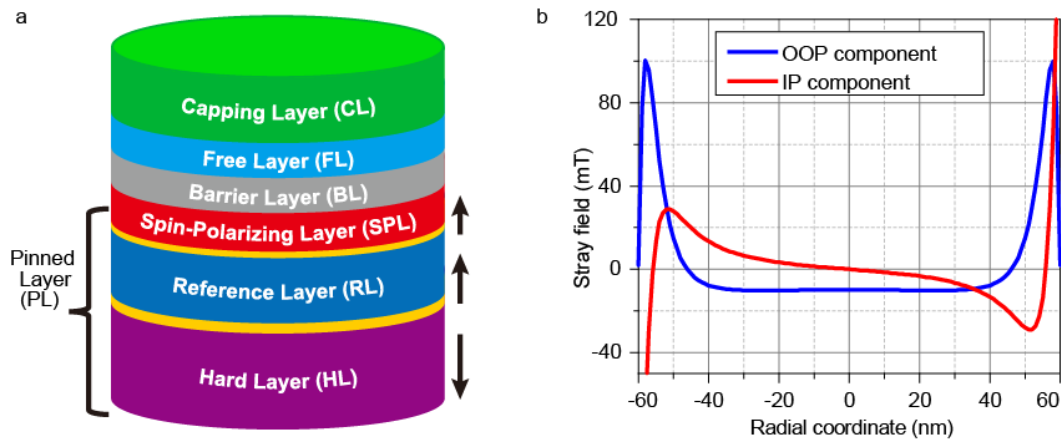 a
Capping Layer (CL)
Free Layer (FL)
Barrier Layer (BL)
Spin-Polarizing Layer (SPL)
Reference Layer (RL)
Hard Layer (HL)
Pinned
Layer
(PL)
b
OOP component
IP component
Stray field (mT)
120
80
40
0
-40
-60 -40 -20 0 20 40 60
Radial coordinate (nm)